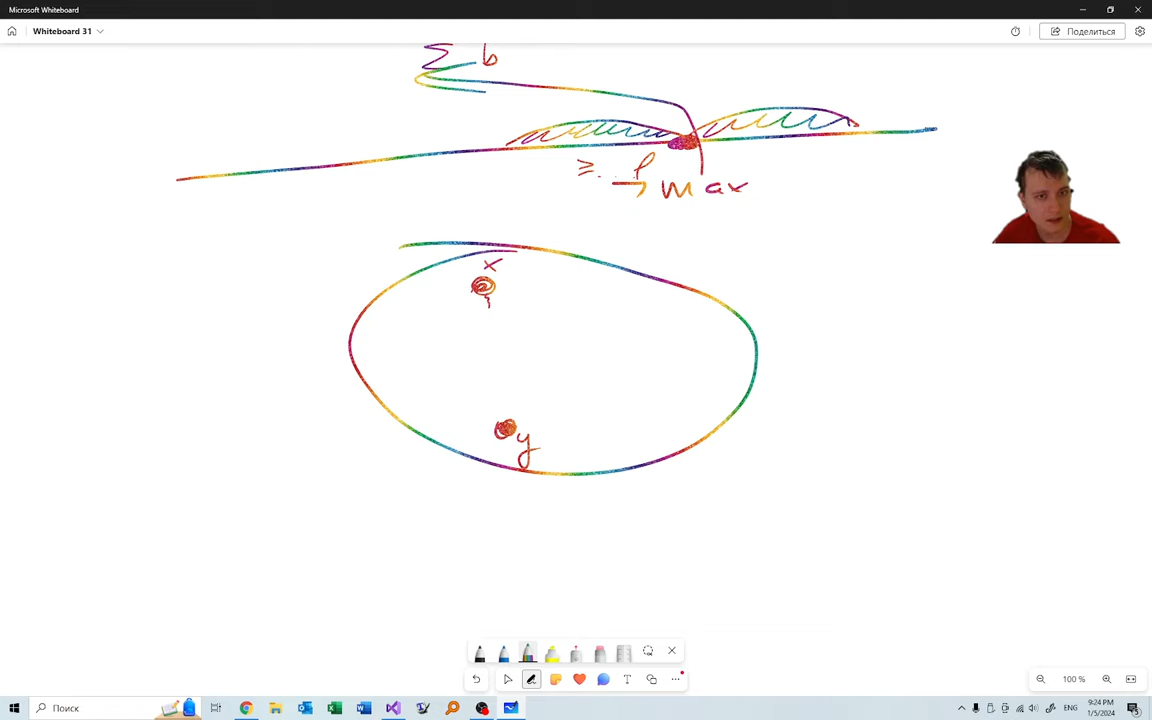 Microsoft Whiteboard
Whiteboard 31
Поделиться
Σ b
≥ ρ
→ max
x
y
T
100 %
Поиск
ENG
9:24 PM
1/5/2024